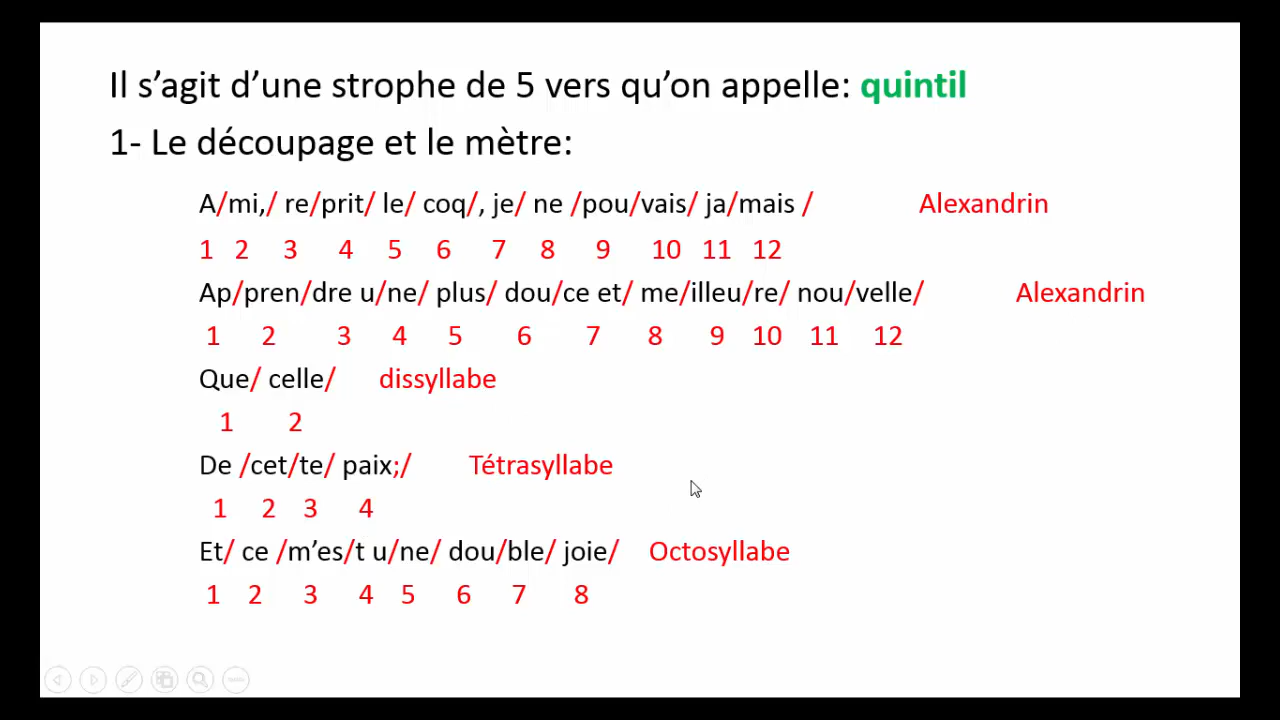 Il s’agit d’une strophe de 5 vers qu’on appelle: quintil
1- Le découpage et le mètre:
A/mi,/ re/prit/ le/ coq/, je/ ne /pou/vais/ ja/mais / Alexandrin
1 2 3 4 5 6 7 8 9 10 11 12
Ap/pren/dre u/ne/ plus/ dou/ce et/ me/illeu/re/ nou/velle/ Alexandrin
1 2 3 4 5 6 7 8 9 10 11 12
Que/ celle/ dissyllabe
1 2
De /cet/te/ paix;/ Tétrasyllabe
1 2 3 4
Et/ ce /m’es/t u/ne/ dou/ble/ joie/ Octosyllabe
1 2 3 4 5 6 7 8